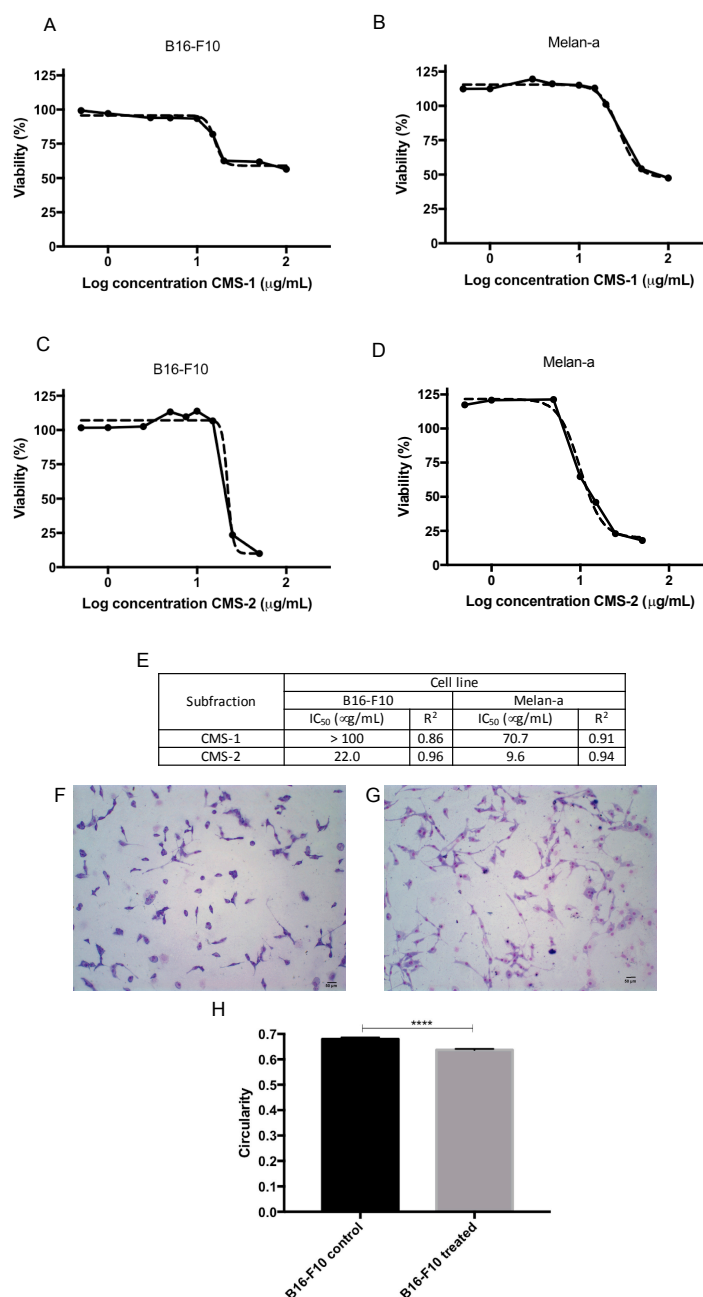 A
B16-F10
125
100
75
50
25
0
Viability (%)
0 1 2
Log concentration CMS-1 (μg/mL)
B
Melan-a
125
100
75
50
25
0
Viability (%)
0 1 2
Log concentration CMS-1 (μg/mL)
C
B16-F10
125
100
75
50
25
0
Viability (%)
0 1 2
Log concentration CMS-2 (μg/mL)
D
Melan-a
125
100
75
50
25
0
Viability (%)
0 1 2
Log concentration CMS-2 (μg/mL)
E
Subfraction
Cell line
B16-F10 Melan-a
IC50 (∝g/mL) R2 IC50 (∝g/mL) R2
CMS-1 > 100 0.86 70.7 0.91
CMS-2 22.0 0.96 9.6 0.94
F
50 μm
G
50 μm
H
****
0.7
0.6
0.5
0.4
0.3
0.2
0.1
0.0
Circularity
B16-F10 control
B16-F10 treated